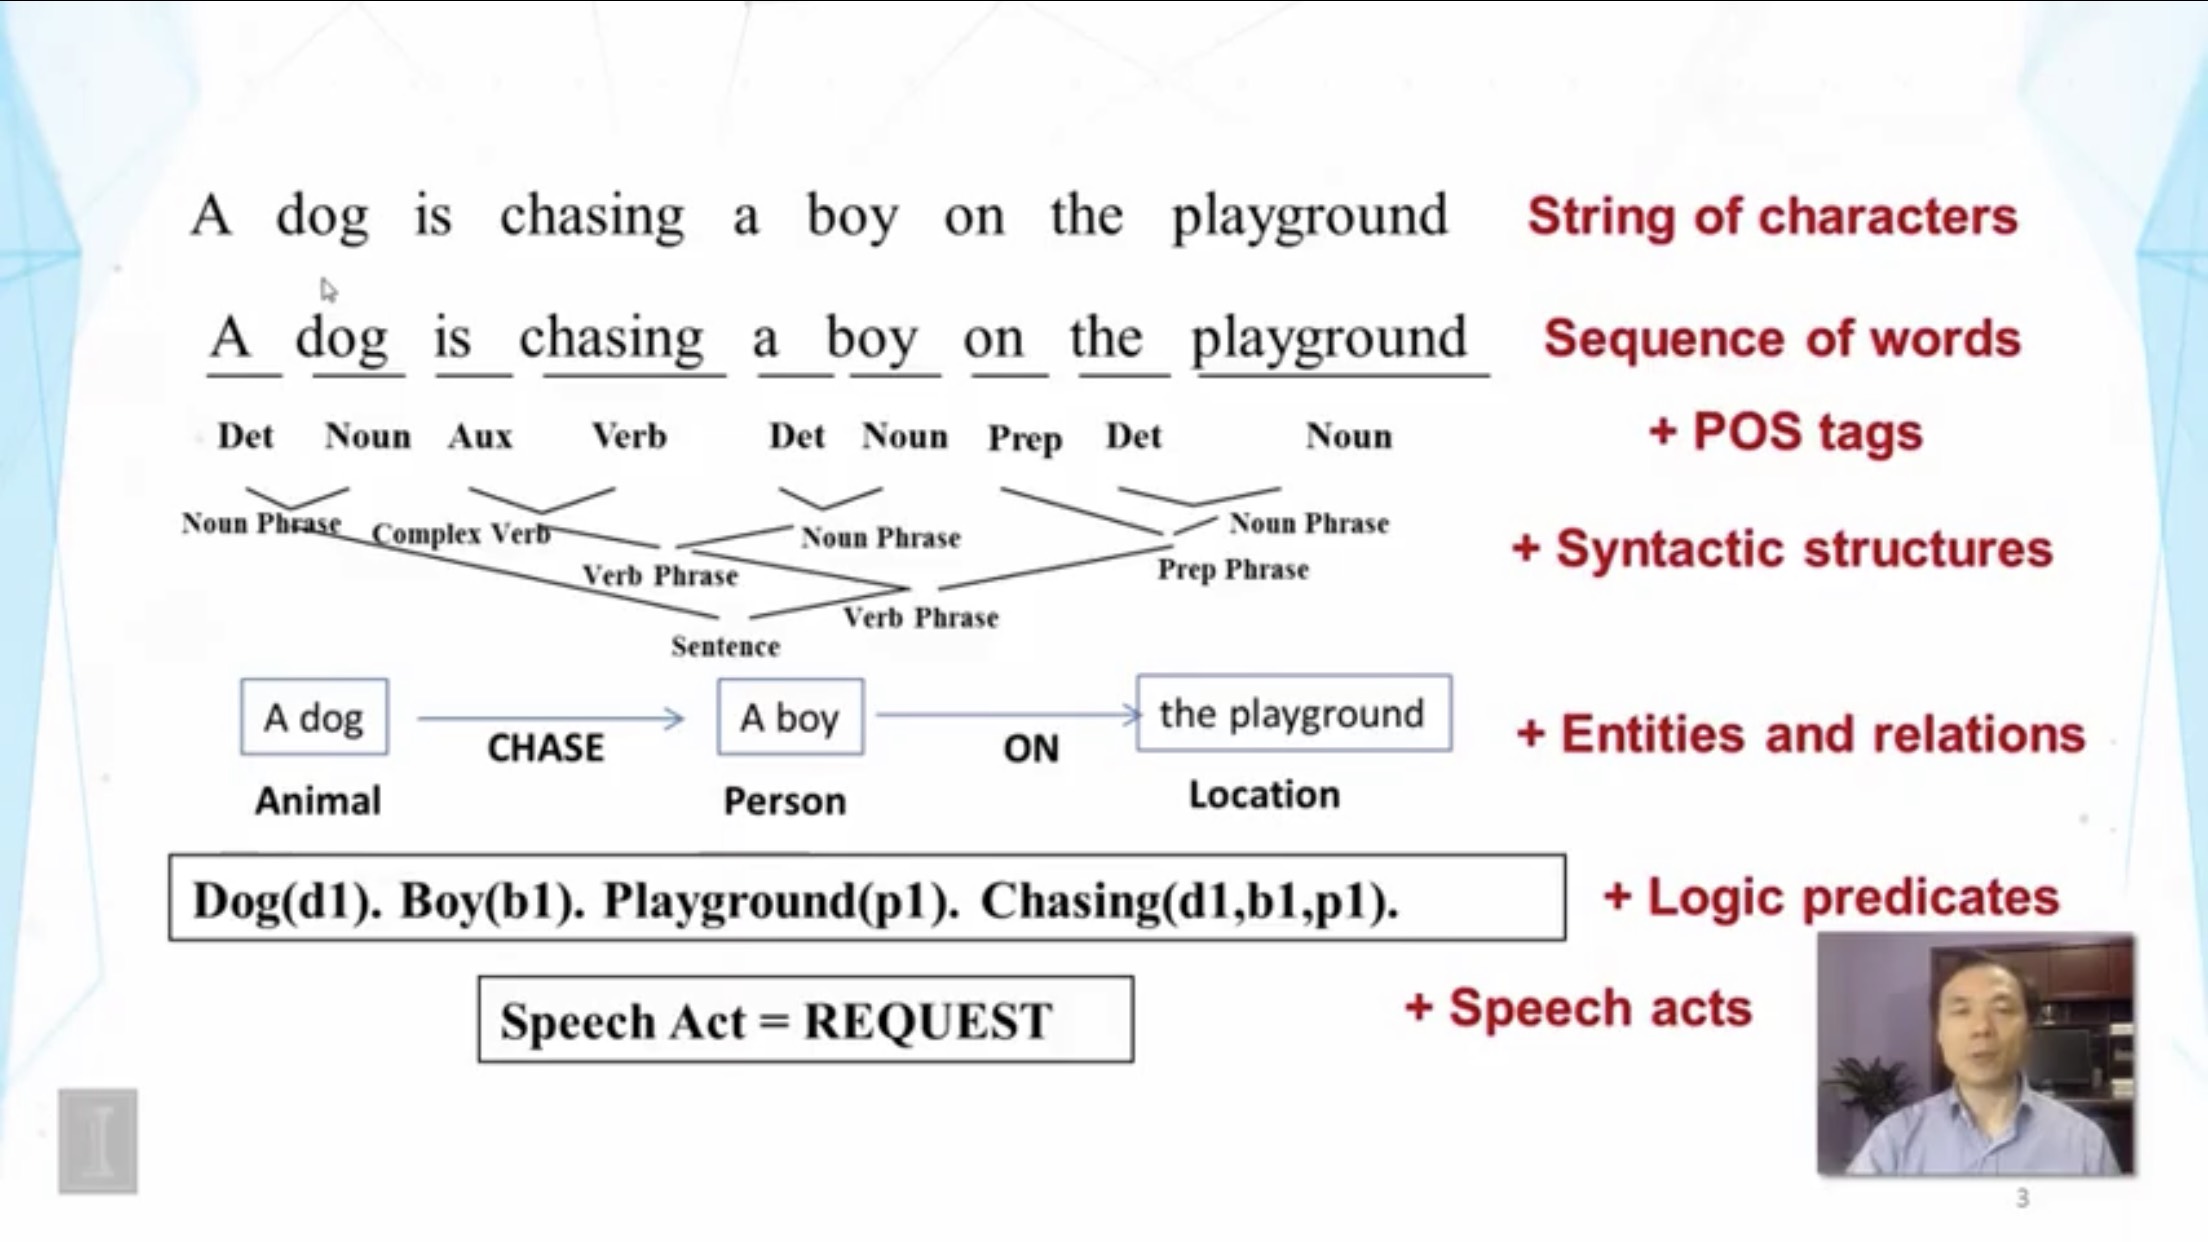 A dog is chasing a boy on the playground String of characters
A dog is chasing a boy on the playground Sequence of words
Det Noun Aux Verb Det Noun Prep Det Noun + POS tags
Noun Phrase Complex Verb Noun Phrase Noun Phrase + Syntactic structures
Verb Phrase Prep Phrase
Verb Phrase
Sentence
A dog CHASE A boy ON the playground + Entities and relations
Animal Person Location
Dog(d1). Boy(b1). Playground(p1). Chasing(d1,b1,p1). + Logic predicates
Speech Act = REQUEST + Speech acts
I
3